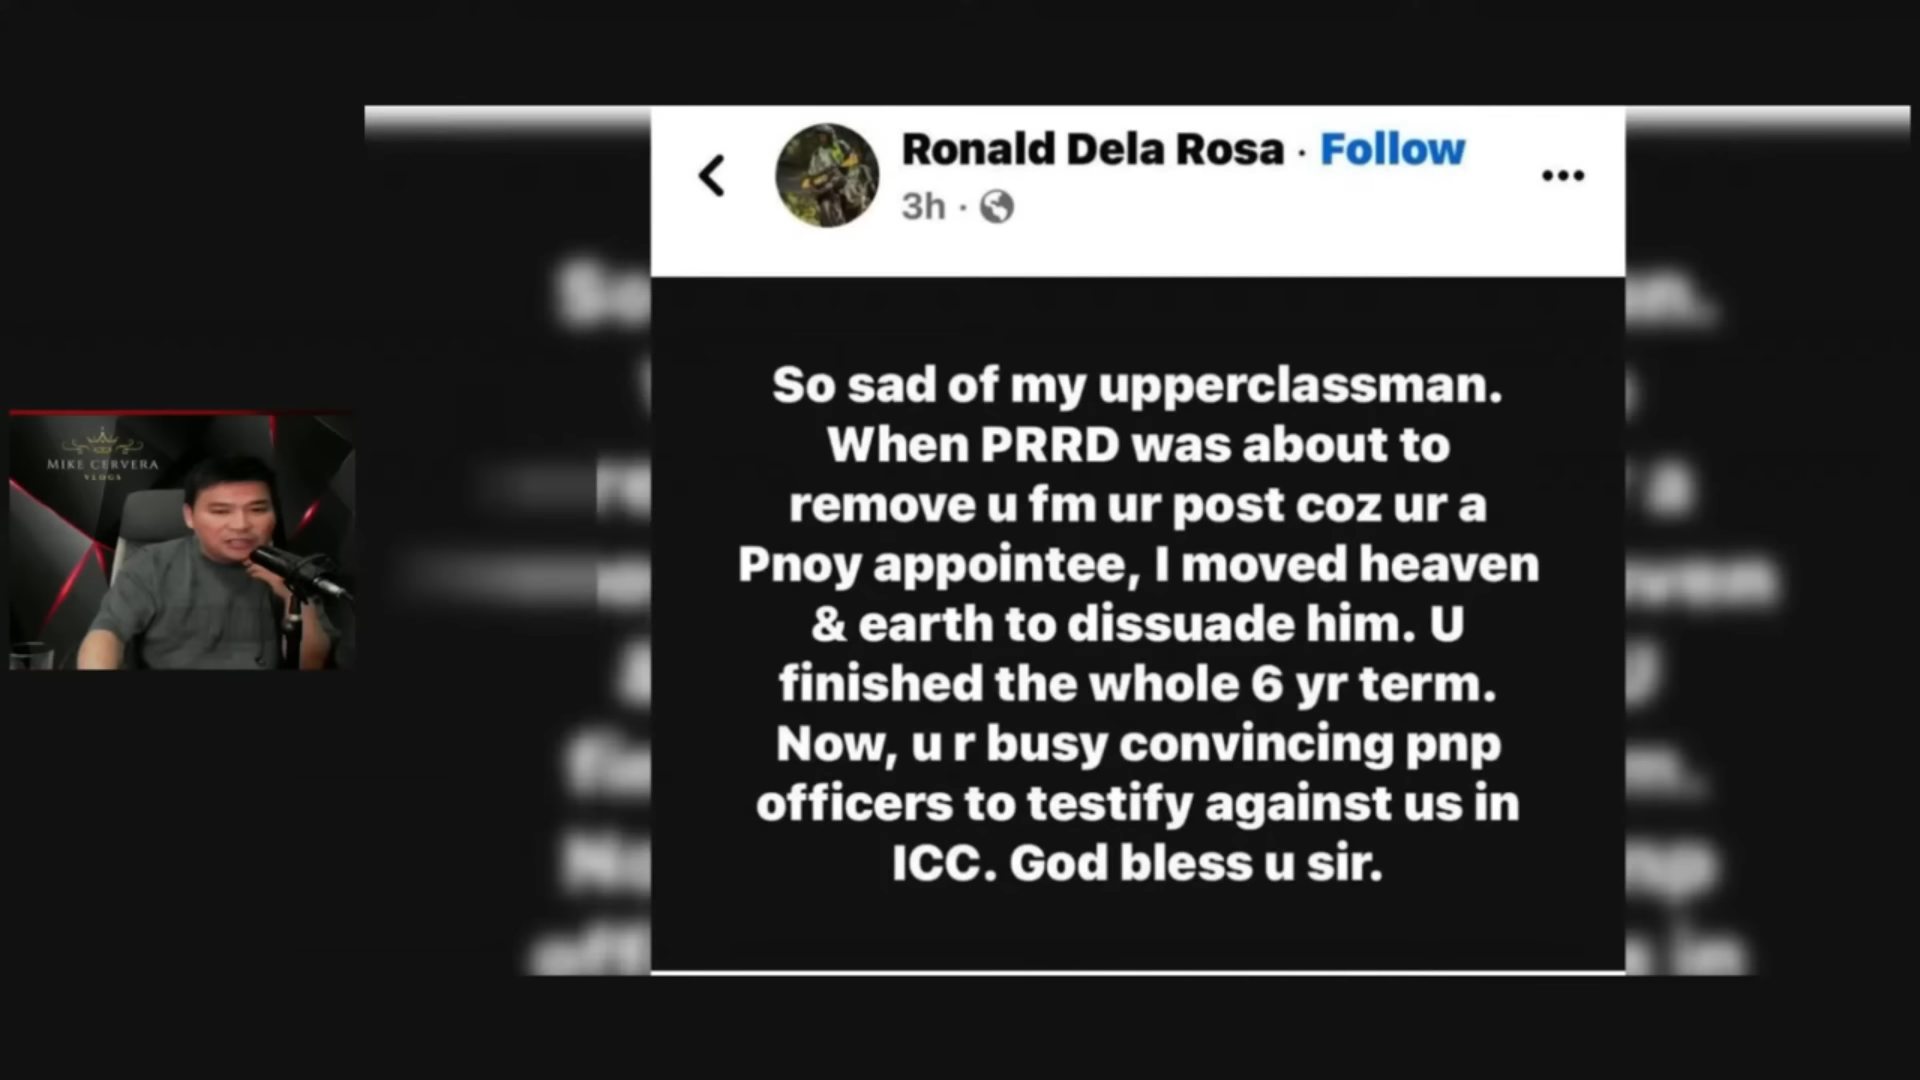 Ronald Dela Rosa · Follow
3h ·
So sad of my upperclassman.
When PRRD was about to
remove u fm ur post coz ur a
Pnoy appointee, I moved heaven
& earth to dissuade him. U
finished the whole 6 yr term.
Now, u r busy convincing pnp
officers to testify against us in
ICC. God bless u sir.
MIKE CERVERA
VLOGS